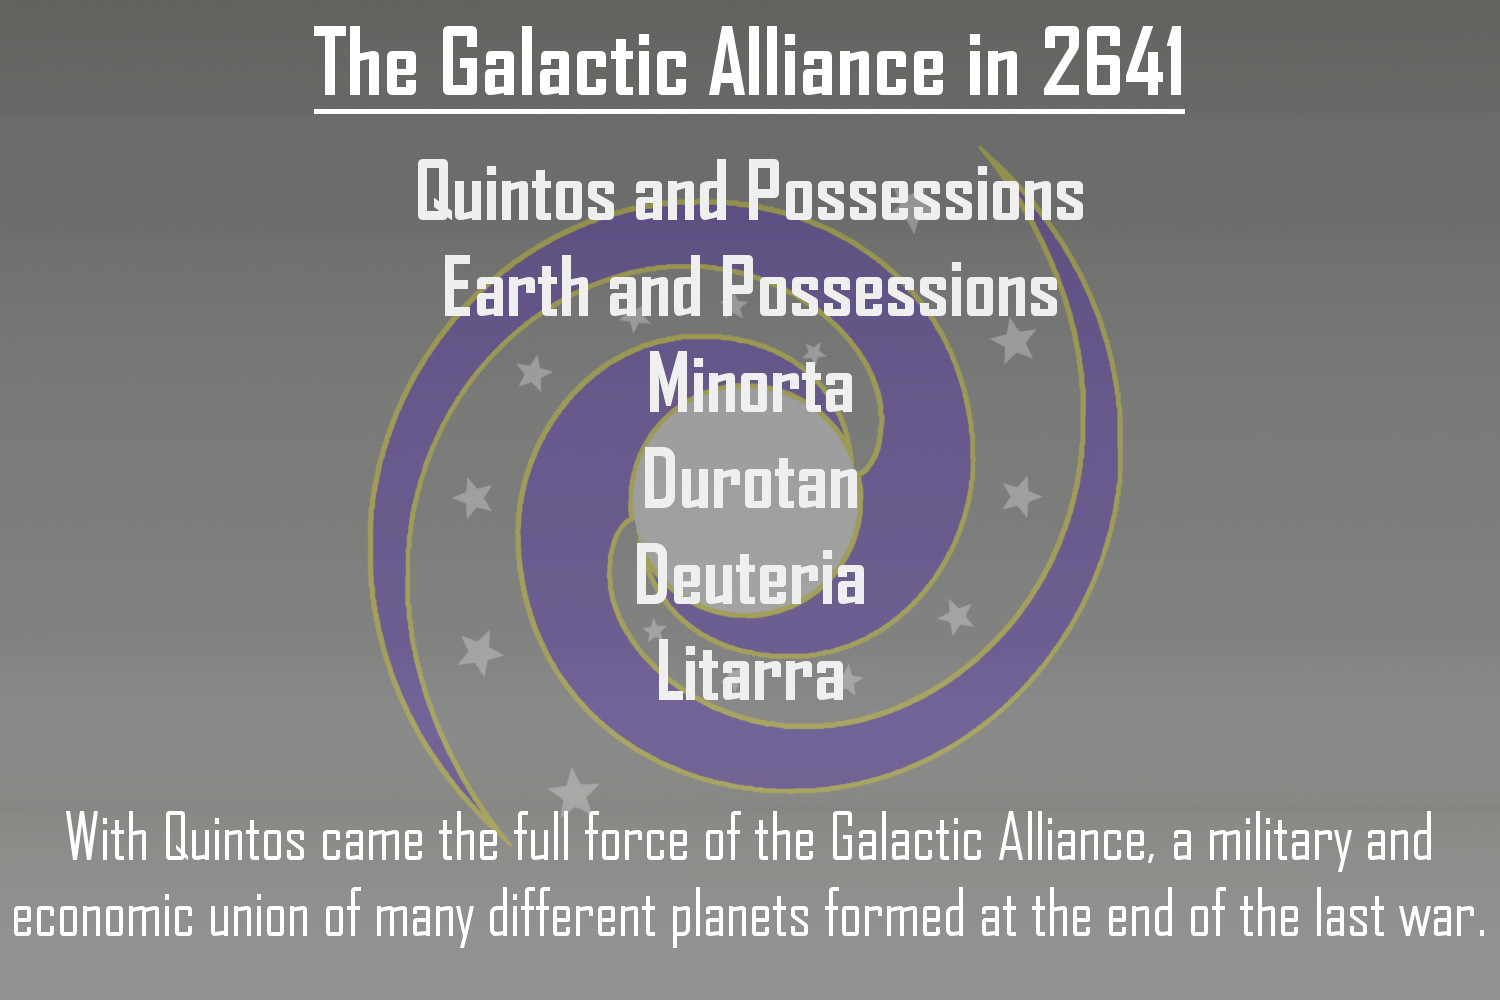 The Galactic Alliance in 2641
Quintos and Possessions
Earth and Possessions
Minorta
Durotan
Deuteria
Litarra
With Quintos came the full force of the Galactic Alliance, a military and
economic union of many different planets formed at the end of the last war.